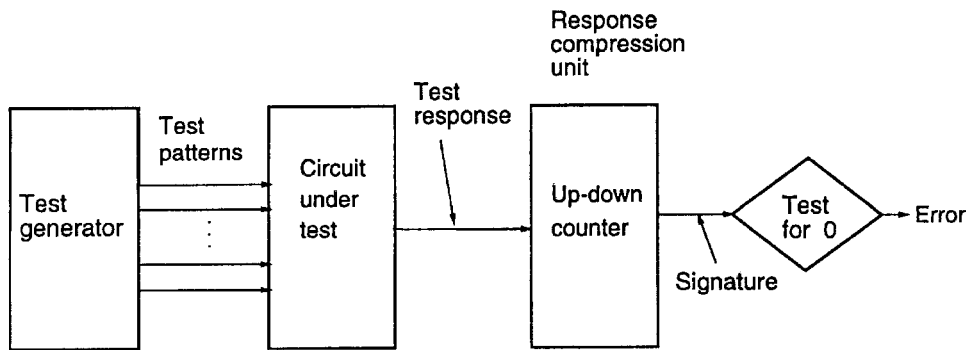 Response
compression
unit
Test
response
Test
patterns
Test
generator
Circuit
under
test
Up-down
counter
Test
for 0
Error
Signature